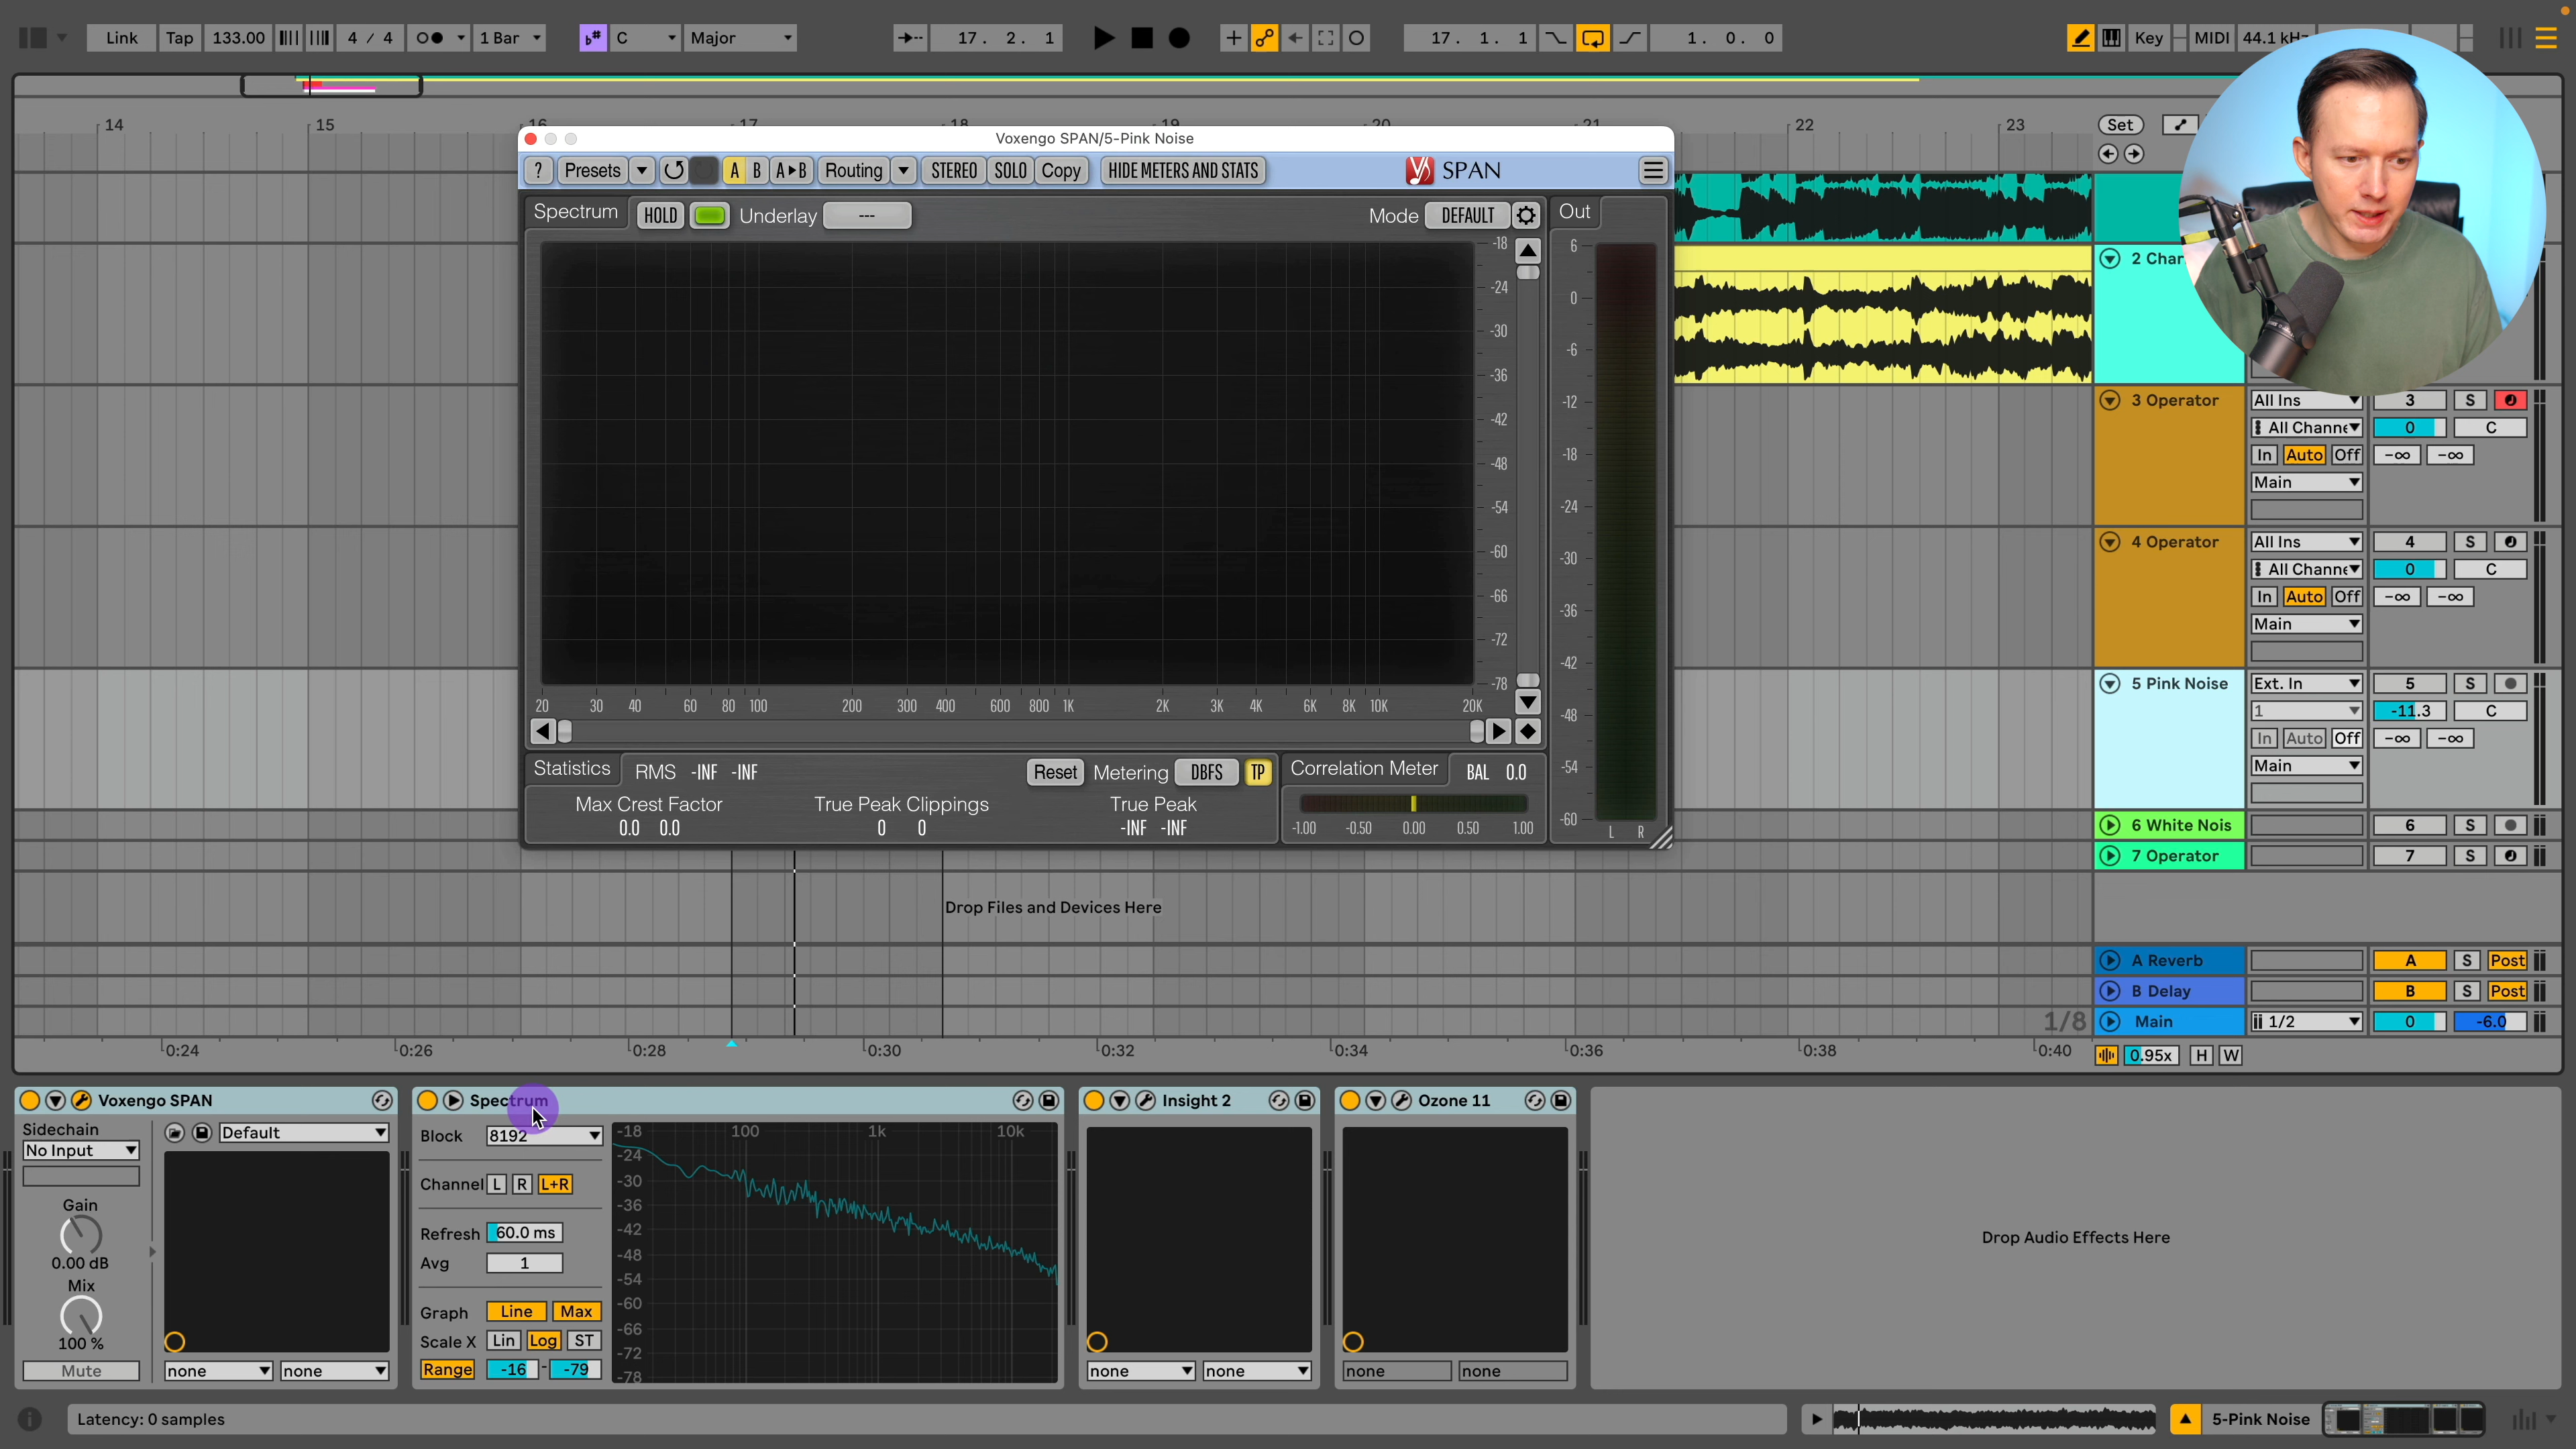 Link Tap 133.00 4 / 4 1 Bar C Major 17. 2. 1 17. 1. 1 1. 0. 0 Key MIDI 44.1 kHz
14 15 16 17 18 19 20 21 22 23 Set
Voxengo SPAN/5-Pink Noise
? Presets A B A▸B Routing STEREO SOLO Copy HIDE METERS AND STATS SPAN
Spectrum HOLD Underlay --- Mode DEFAULT Out
-18
-24
-30
-36
-42
-48
-54
-60
-66
-72
-78
6
0
-6
-12
-18
-24
-30
-36
-42
-48
-54
-60
L R
20 30 40 60 80 100 200 300 400 600 800 1K 2K 3K 4K 6K 8K 10K 20K
Statistics RMS -INF -INF Reset Metering DBFS TP Correlation Meter BAL 0.0
Max Crest Factor True Peak Clippings True Peak
0.0 0.0 0 0 -INF -INF -1.00 -0.50 0.00 0.50 1.00
2 Char
3 Operator All Ins 3 S
All Channe 0 C
In Auto Off -∞ -∞
Main
4 Operator All Ins 4 S
All Channe 0 C
In Auto Off -∞ -∞
Main
5 Pink Noise Ext. In 5 S
1 -11.3 C
In Auto Off -∞ -∞
Main
6 White Nois 6 S
7 Operator 7 S
Drop Files and Devices Here
A Reverb A S Post
B Delay B S Post
1/8 Main 1/2 0 -6.0
0:24 0:26 0:28 0:30 0:32 0:34 0:36 0:38 0:40 0.95x H W
Voxengo SPAN
Sidechain
No Input
Default
Gain
0.00 dB
Mix
100 %
Mute none none
Spectrum
Block 8192
Channel L R L+R
Refresh 60.0 ms
Avg 1
Graph Line Max
Scale X Lin Log ST
Range -16 - -79
100 1k 10k
-18
-24
-30
-36
-42
-48
-54
-60
-66
-72
-78
Insight 2
none none
Ozone 11
none none
Drop Audio Effects Here
Latency: 0 samples
5-Pink Noise